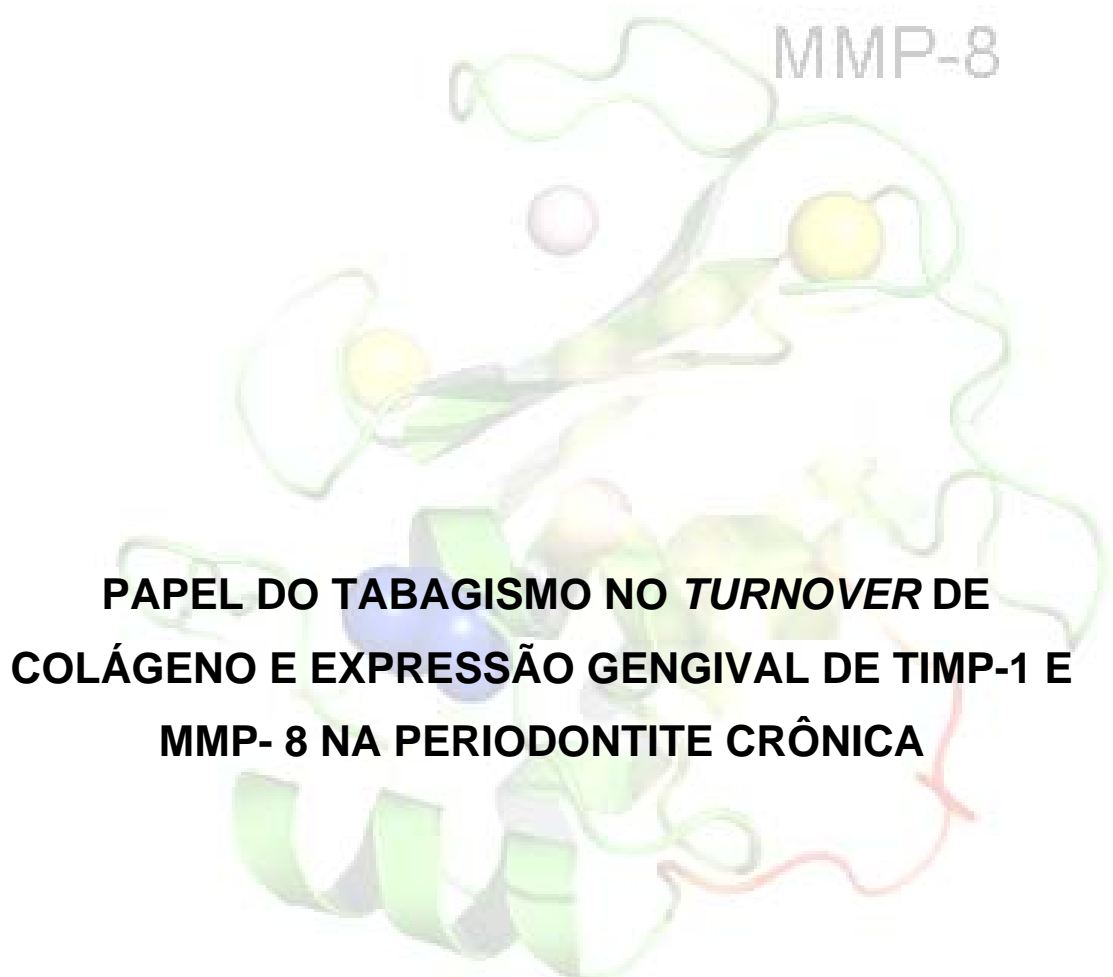 MMP-8
PAPEL DO TABAGISMO NO TURNOVER DE
COLÁGENO E EXPRESSÃO GENGIVAL DE TIMP-1 E
MMP- 8 NA PERIODONTITE CRÔNICA